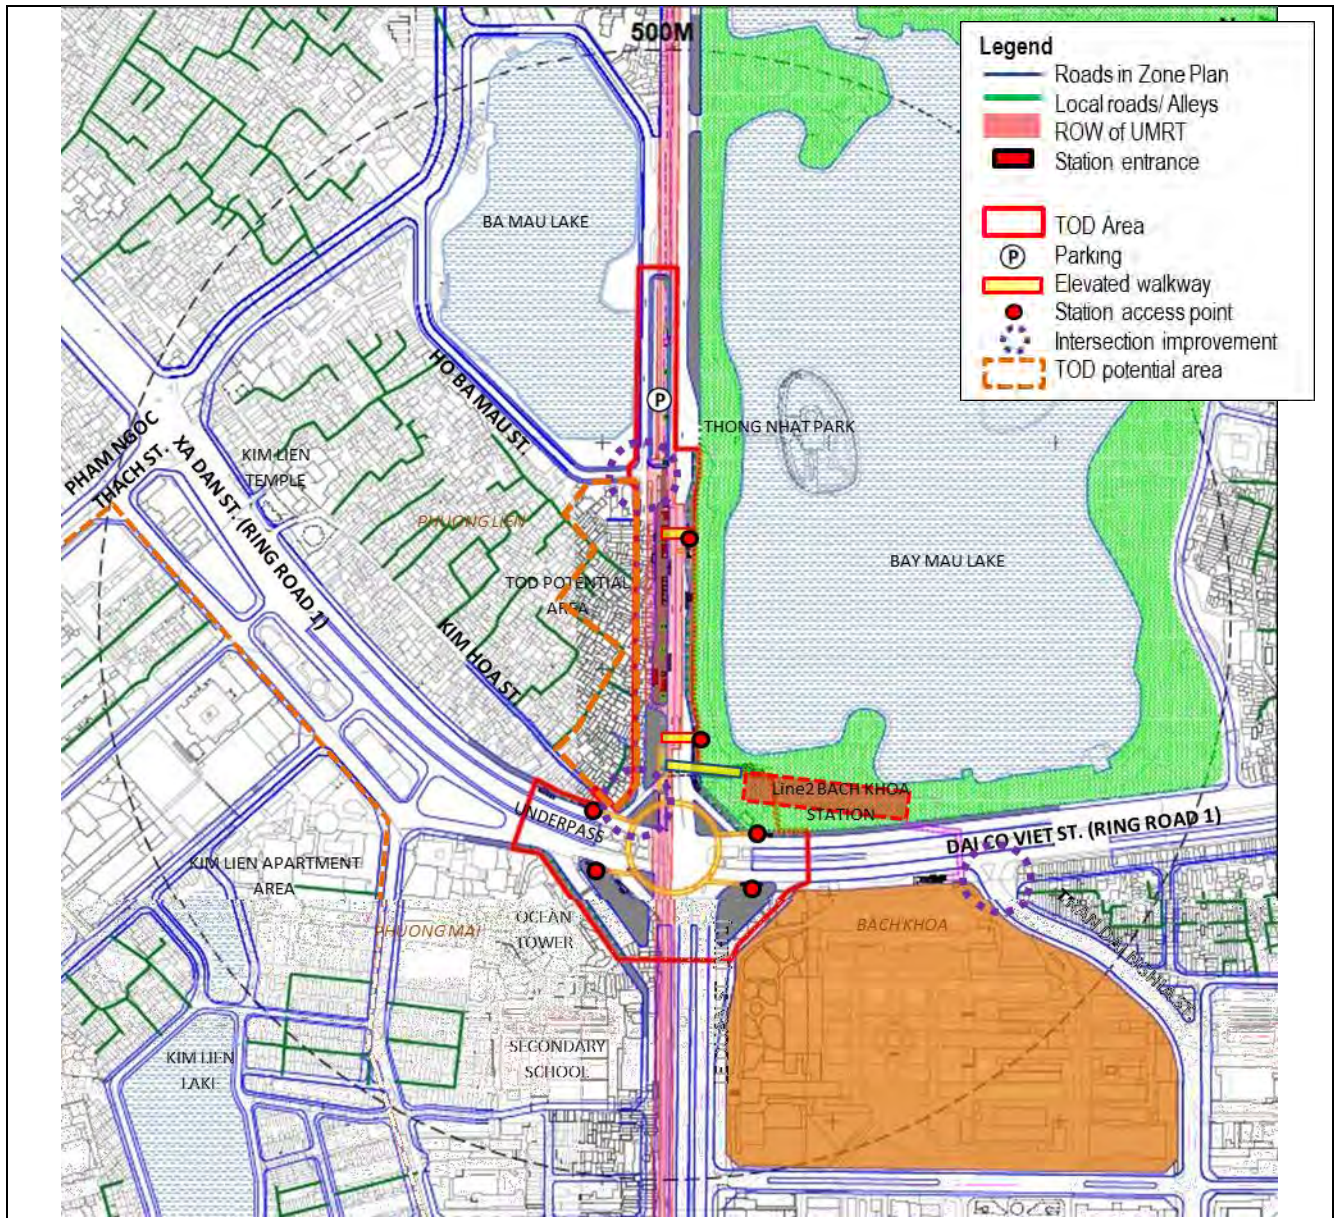 500M
Legend
Roads in Zone Plan
Local roads/ Alleys
ROW of UMRT
Station entrance
TOD Area
P
Parking
Elevated walkway
Station access point
Intersection improvement
TOD potential area
BA MAU LAKE
HO BA MAU ST.
P
THONG NHAT PARK
PHAM NGOC
THACH ST.
XA DAN ST. (RING ROAD 1)
KIM LIEN
TEMPLE
PHUONG LIEN
TOD POTENTIAL
AREA
BAY MAU LAKE
KIM HOA ST.
Line2 BACH KHOA
STATION
UNDERPASS
DAI CO VIET ST. (RING ROAD 1)
KIM LIEN APARTMENT
AREA
PHUONG MAI
OCEAN
TOWER
BACH KHOA
TRAN DAI NGHIA ST.
SECONDARY
SCHOOL
KIM LIEN
LAKE